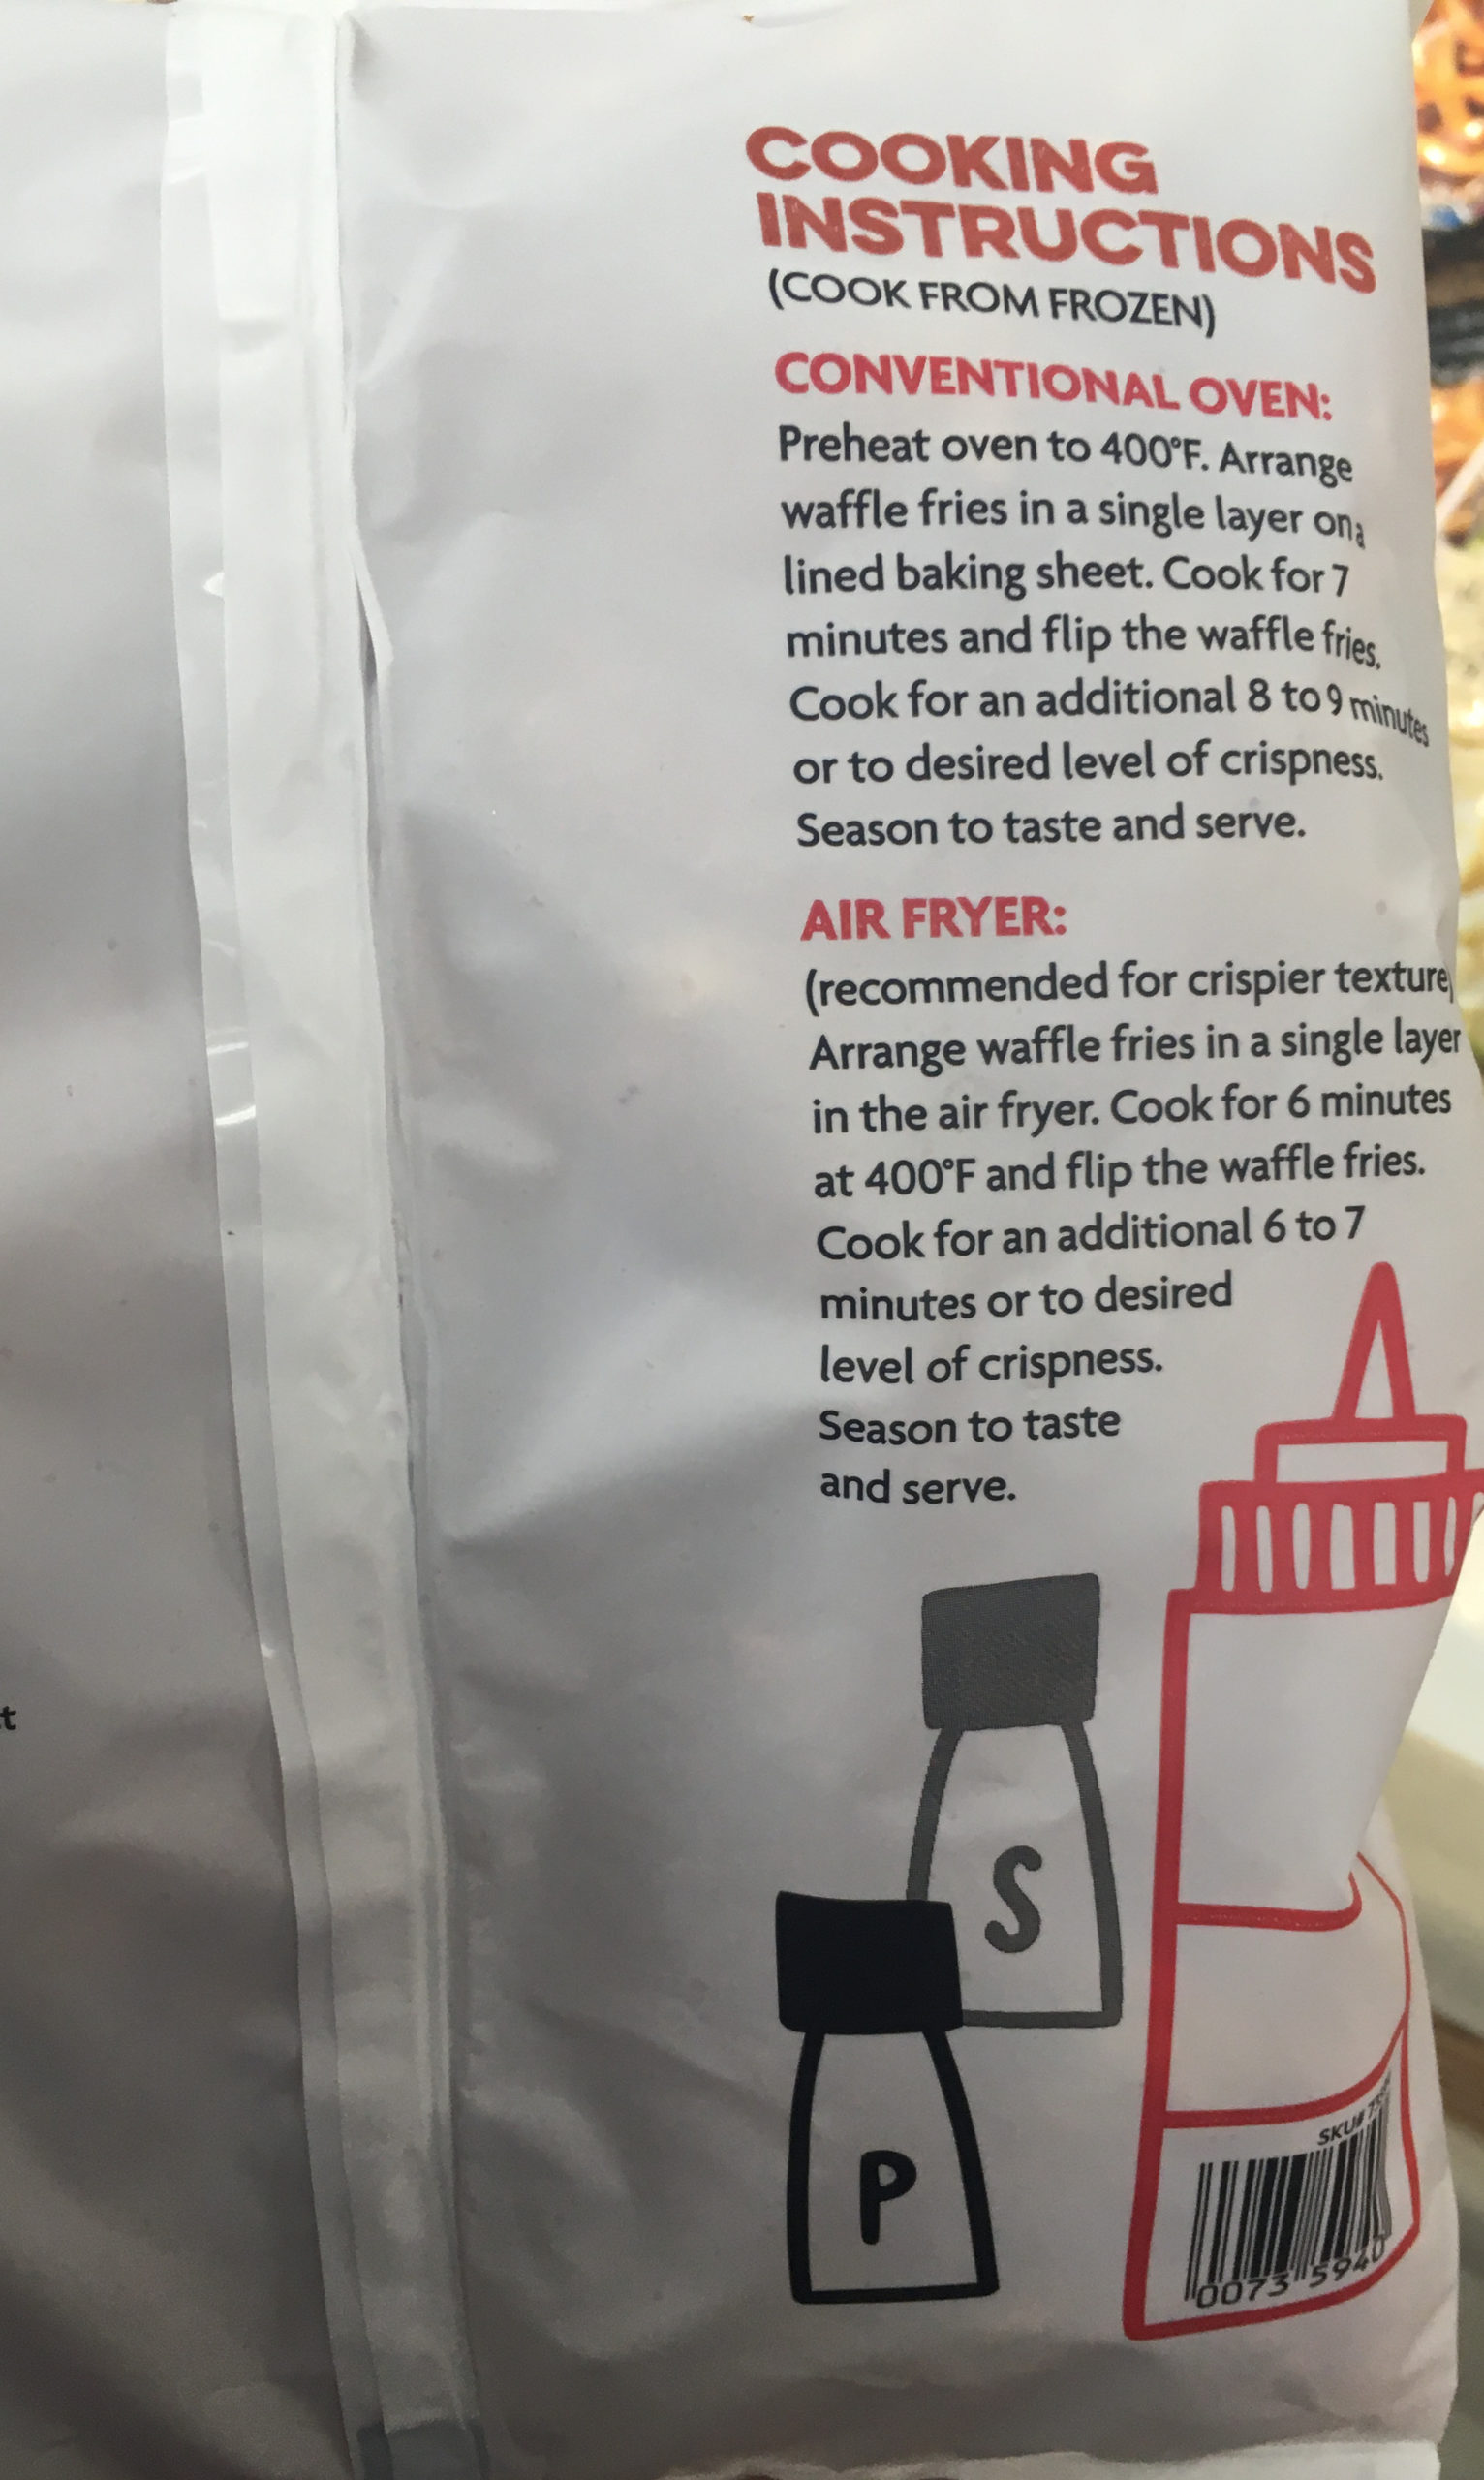 COOKING
INSTRUCTIONS
(COOK FROM FROZEN)
CONVENTIONAL OVEN:
Preheat oven to 400°F. Arrange
waffle fries in a single layer on a
lined baking sheet. Cook for 7
minutes and flip the waffle fries.
Cook for an additional 8 to 9 minutes
or to desired level of crispness.
Season to taste and serve.
AIR FRYER:
(recommended for crispier texture)
Arrange waffle fries in a single layer
in the air fryer. Cook for 6 minutes
at 400°F and flip the waffle fries.
Cook for an additional 6 to 7
minutes or to desired
level of crispness.
Season to taste
and serve.
S
P
SKU#
0073 5940
t